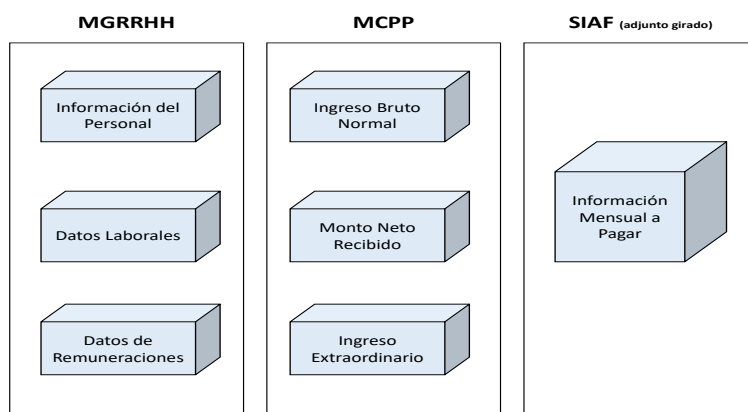 MGRRHH
Información del
Personal
Datos Laborales
Datos de
Remuneraciones
MCPP
Ingreso Bruto
Normal
Monto Neto
Recibido
Ingreso
Extraordinario
SIAF (adjunto girado)
Información
Mensual a
Pagar